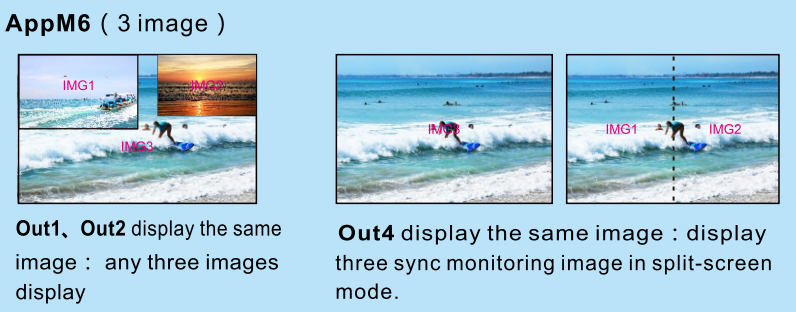 AppM6 ( 3 image )
IMG1
IMG2
IMG3
IMG3
IMG1
IMG2
Out1、Out2 display the same
image : any three images
display
Out4 display the same image : display
three sync monitoring image in split-screen
mode.